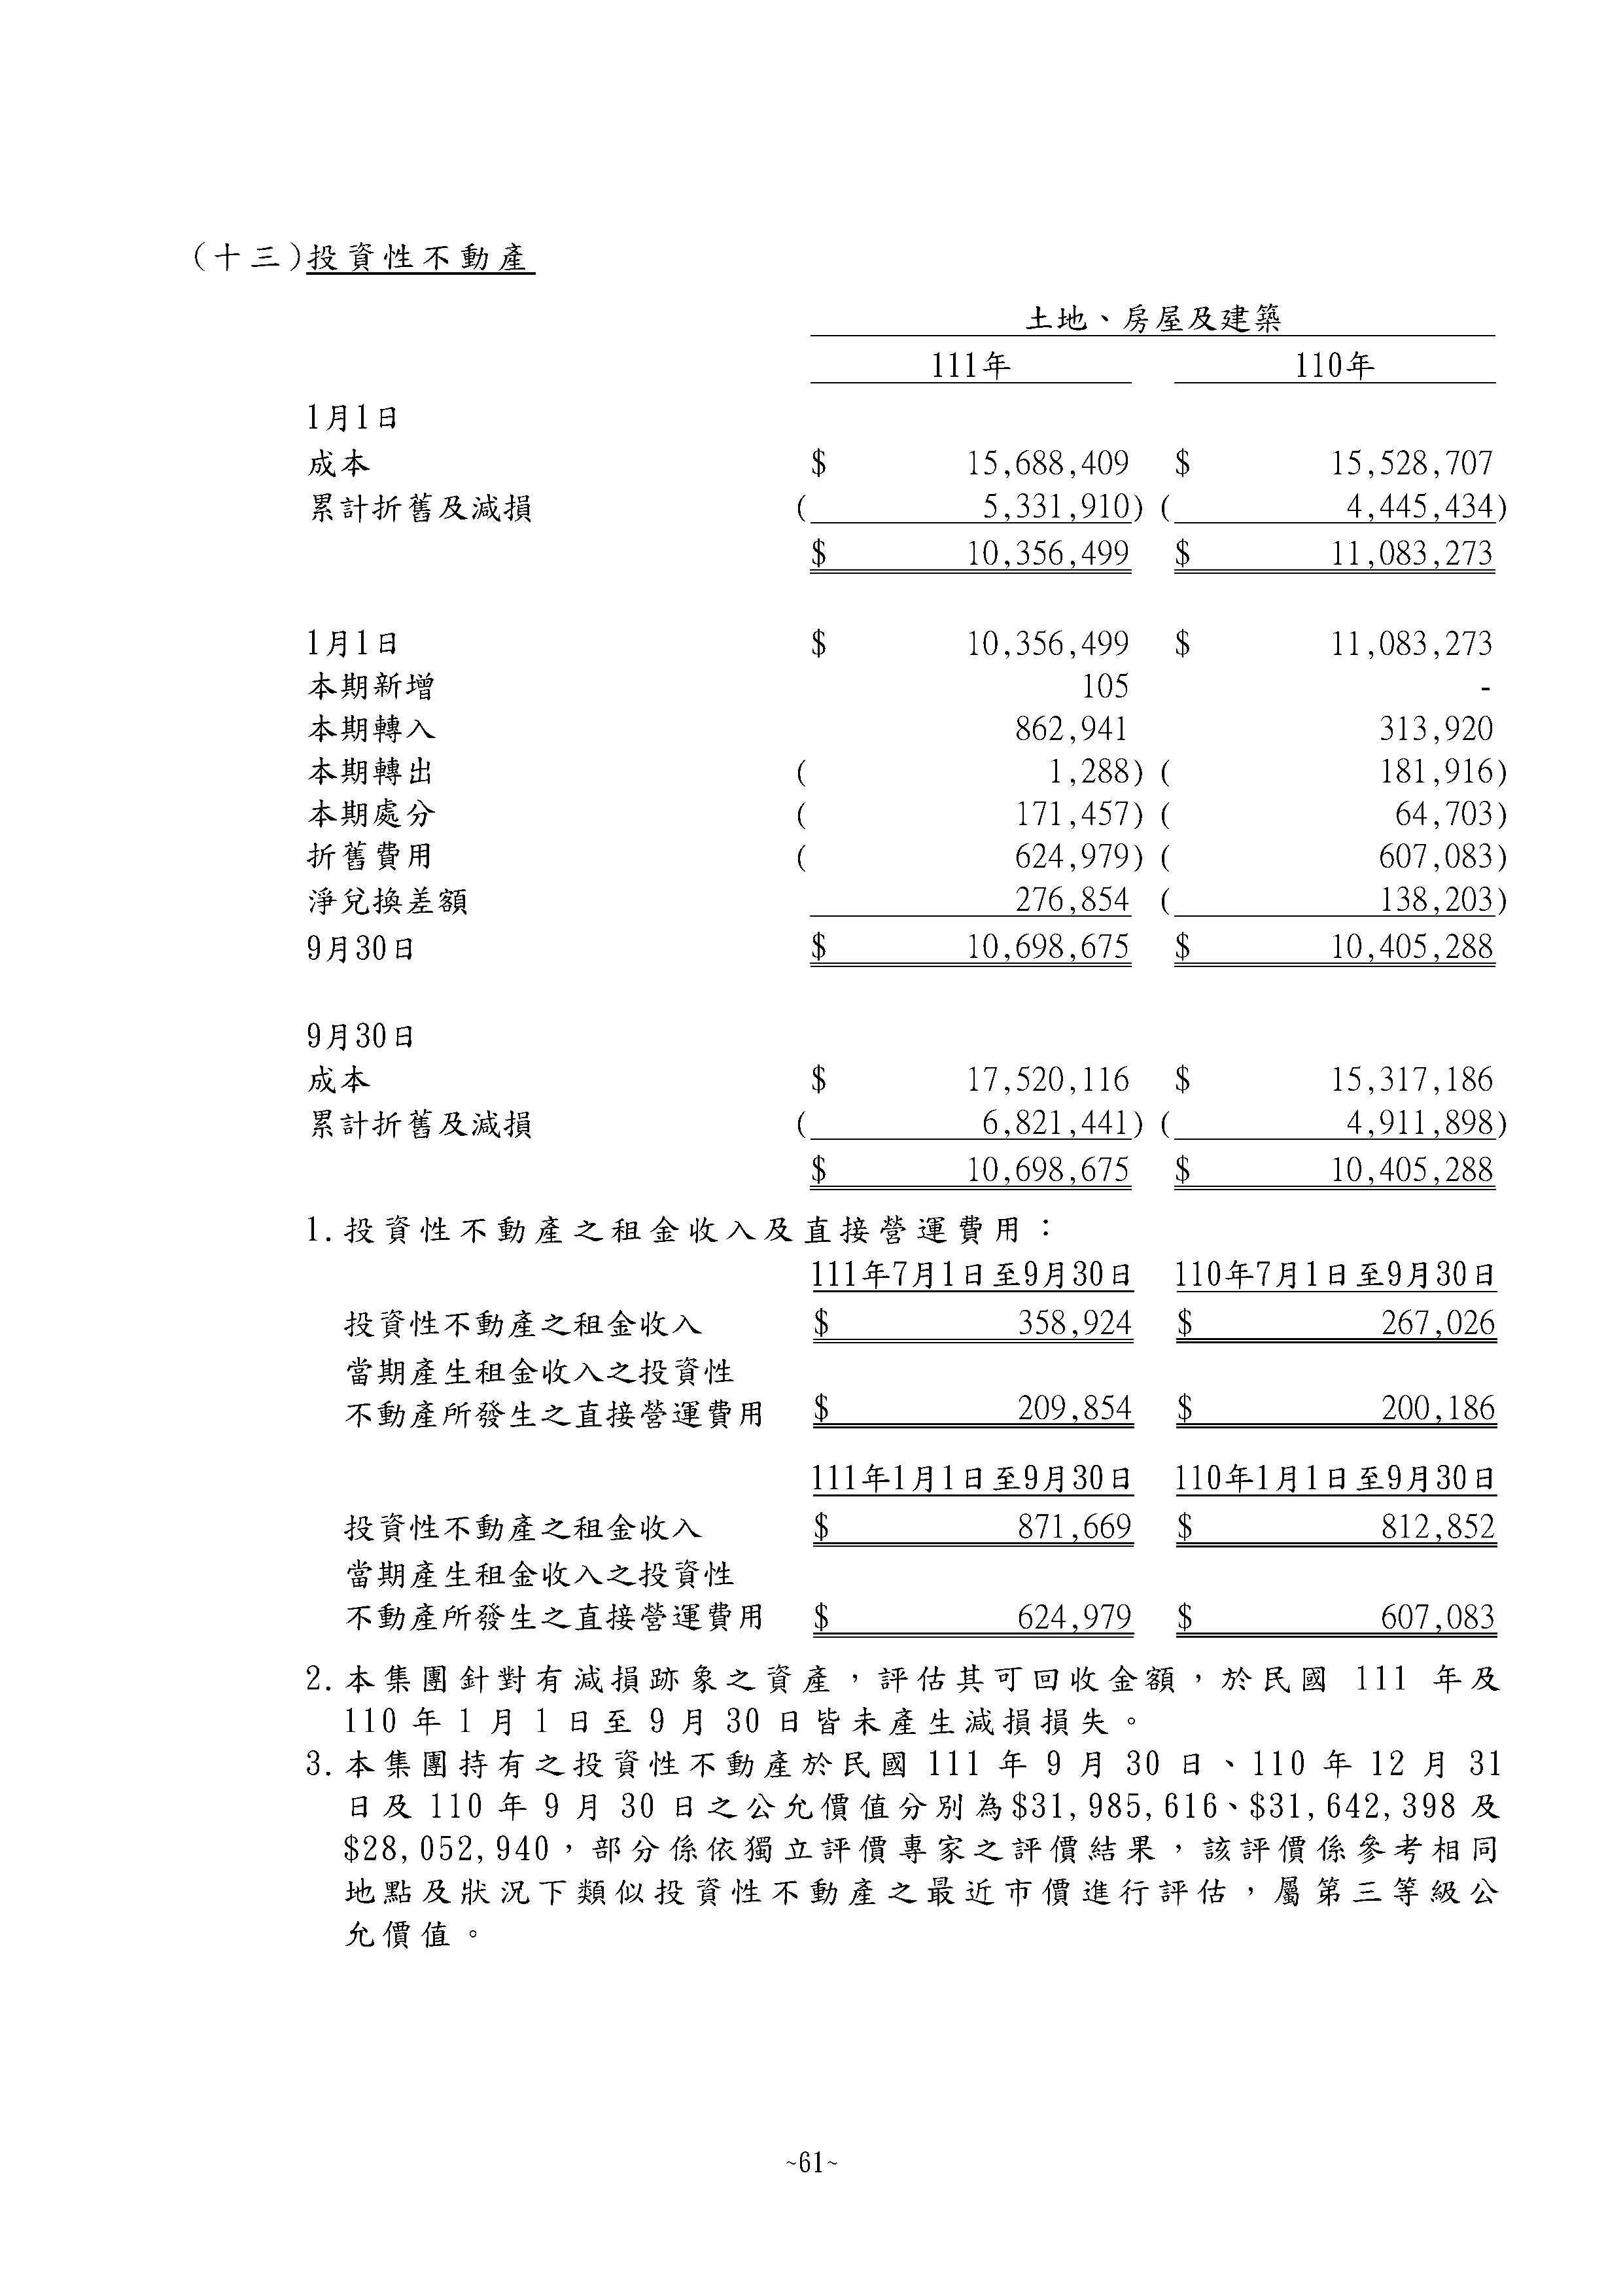 (十三)投資性不動產
土地、房屋及建築
111年 110年
1月1日
成本 $ 15,688,409 $ 15,528,707
累計折舊及減損 ( 5,331,910) ( 4,445,434)
$ 10,356,499 $ 11,083,273
1月1日 $ 10,356,499 $ 11,083,273
本期新增 105 -
本期轉入 862,941 313,920
本期轉出 ( 1,288) ( 181,916)
本期處分 ( 171,457) ( 64,703)
折舊費用 ( 624,979) ( 607,083)
淨兌換差額 276,854 ( 138,203)
9月30日 $ 10,698,675 $ 10,405,288
9月30日
成本 $ 17,520,116 $ 15,317,186
累計折舊及減損 ( 6,821,441) ( 4,911,898)
$ 10,698,675 $ 10,405,288
1.投資性不動產之租金收入及直接營運費用：
111年7月1日至9月30日 110年7月1日至9月30日
投資性不動產之租金收入 $ 358,924 $ 267,026
當期產生租金收入之投資性
不動產所發生之直接營運費用 $ 209,854 $ 200,186
111年1月1日至9月30日 110年1月1日至9月30日
投資性不動產之租金收入 $ 871,669 $ 812,852
當期產生租金收入之投資性
不動產所發生之直接營運費用 $ 624,979 $ 607,083
2.本集團針對有減損跡象之資產，評估其可回收金額，於民國 111 年及
110 年 1 月 1 日至 9 月 30 日皆未產生減損損失。
3.本集團持有之投資性不動產於民國 111 年 9 月 30 日、110 年 12 月 31
日及 110 年 9 月 30 日之公允價值分別為$31,985,616、$31,642,398 及
$28,052,940，部分係依獨立評價專家之評價結果，該評價係參考相同
地點及狀況下類似投資性不動產之最近市價進行評估，屬第三等級公
允價值。
~61~